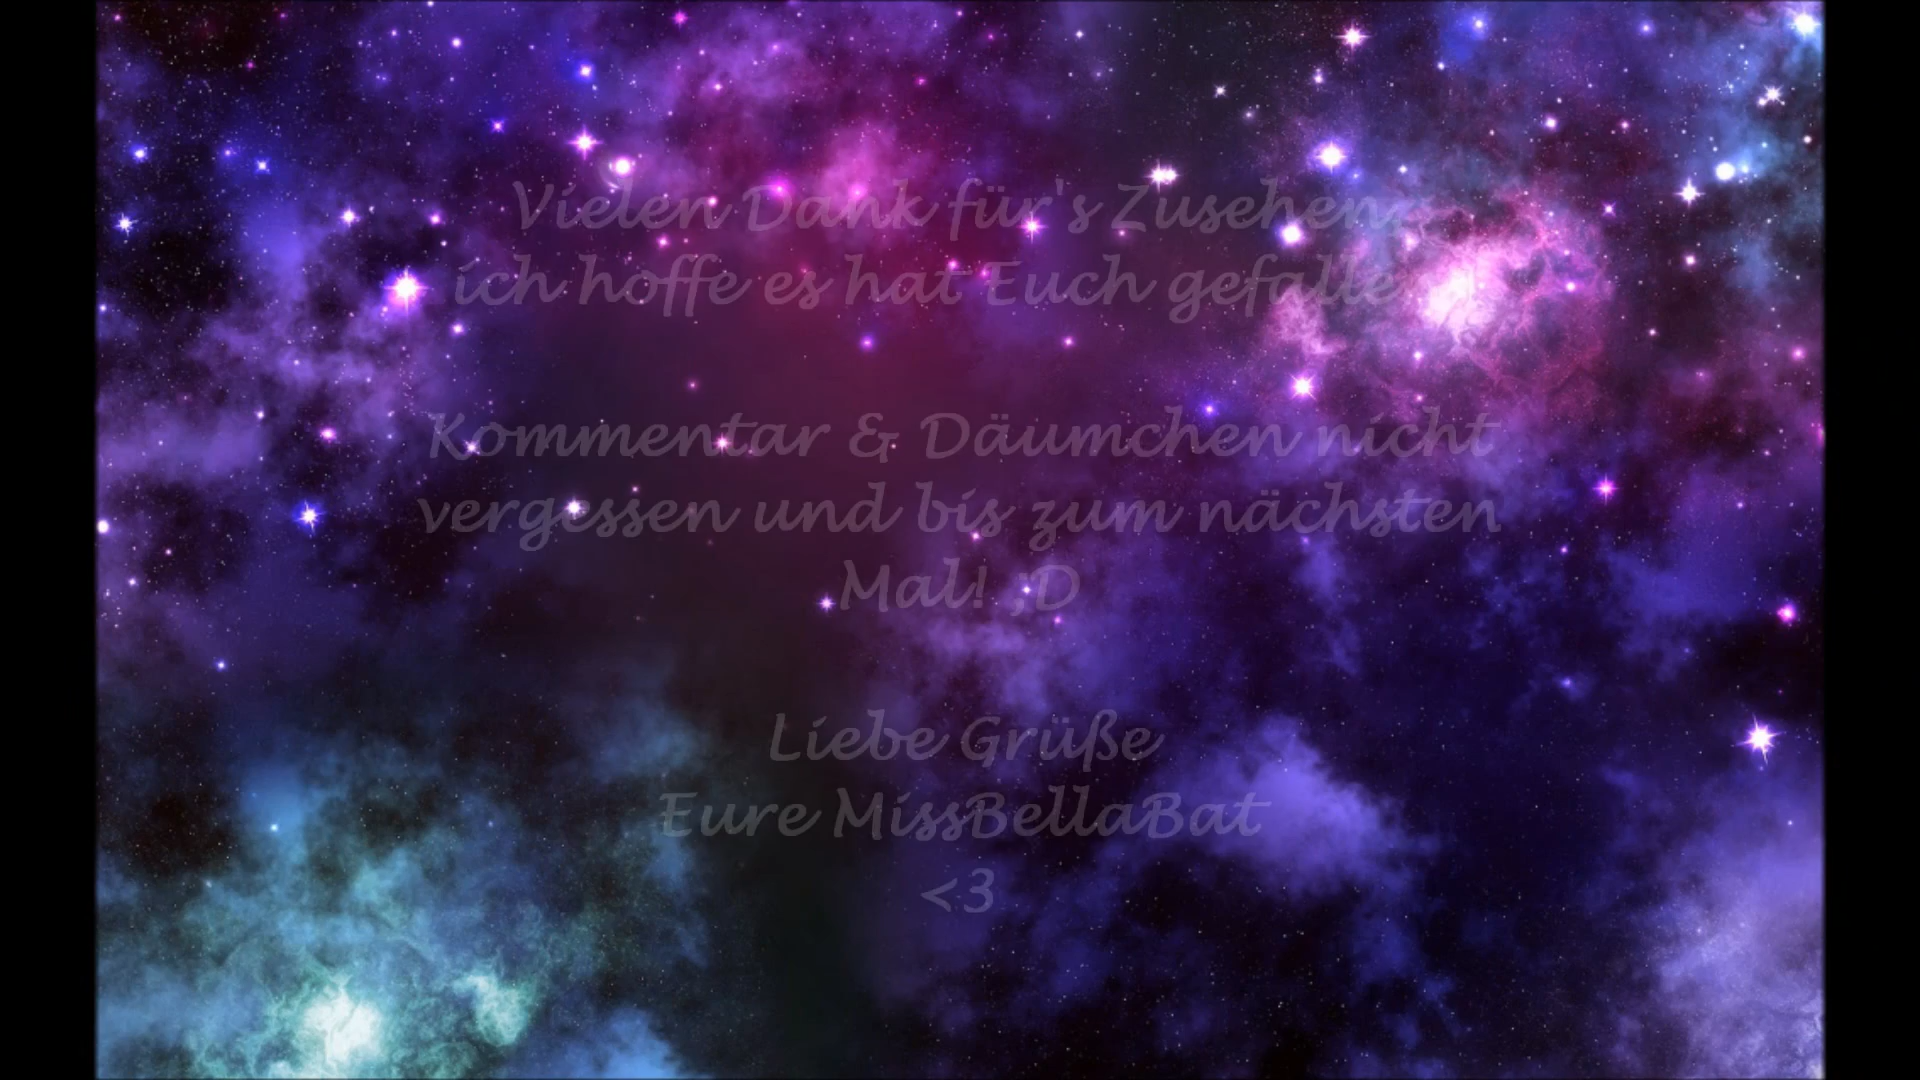 Vielen Dank für's Zusehen
ich hoffe es hat Euch
Kommentar & Däumchen nicht
vergessen und bis zum nächsten
Mal! ;D
Liebe Grüße
Eure MissBellaBat
<3